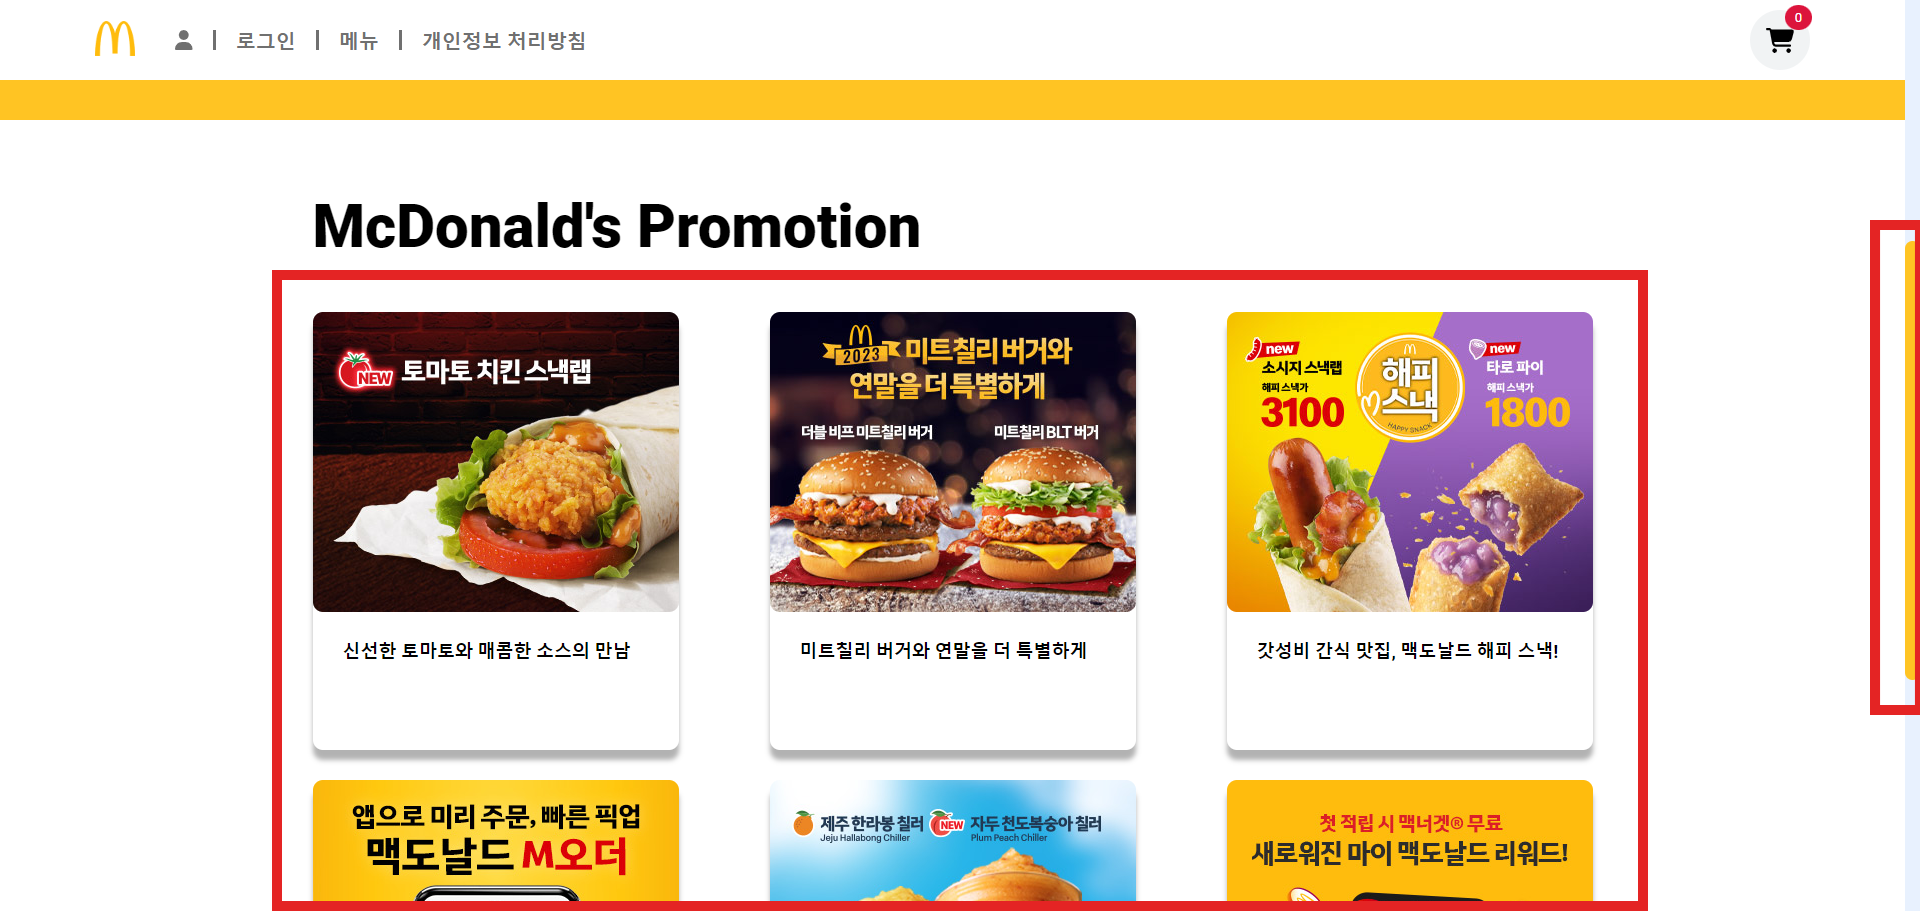 로그인 메뉴 개인정보 처리방침
0
McDonald's Promotion
NEW 토마토 치킨 스낵랩
신선한 토마토와 매콤한 소스의 만남
2023 미트칠리 버거와
연말을 더 특별하게
더블 비프 미트칠리 버거
미트칠리 BLT 버거
미트칠리 버거와 연말을 더 특별하게
new
소시지 스낵랩
해피 스낵가
3100
해피
스낵
HAPPY SNACK
new
타로 파이
해피 스낵가
1800
갓성비 간식 맛집, 맥도날드 해피 스낵!
앱으로 미리 주문, 빠른 픽업
맥도날드 M오더
제주 한라봉 칠러
Jeju Hallabong Chiller
NEW 자두 천도복숭아 칠러
Plum Peach Chiller
첫 적립 시 맥너겟® 무료
새로워진 마이 맥도날드 리워드!